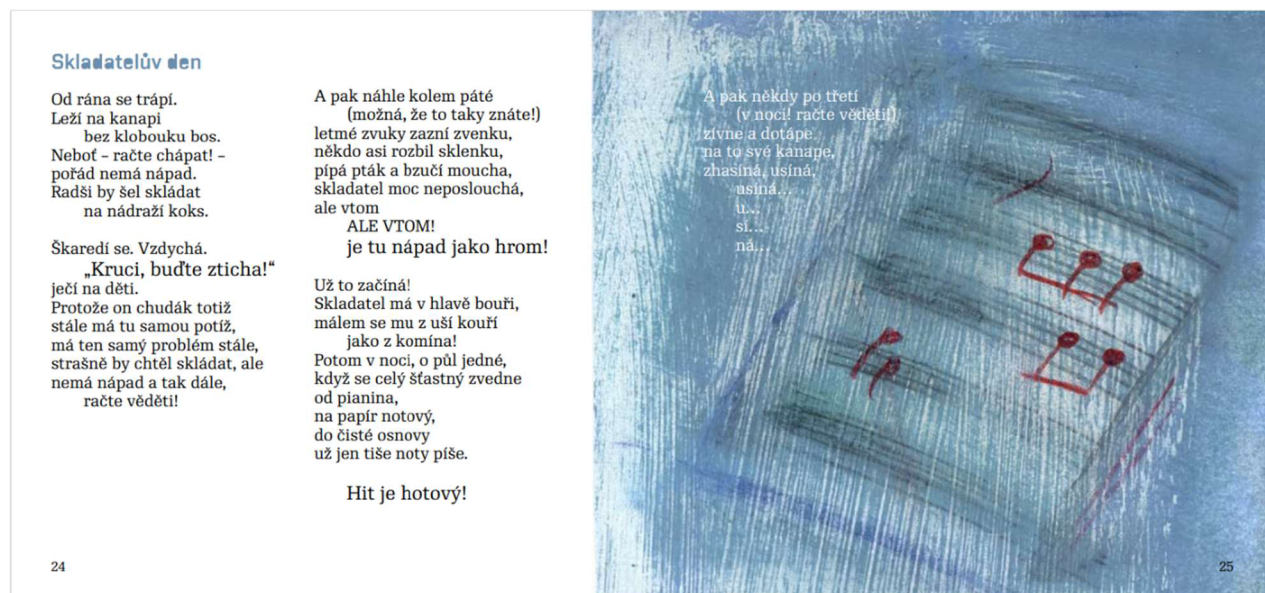 Skladatelův den
Od rána se trápí.
Leží na kanapi
bez klobouku bos.
Neboť – račte chápat! –
pořád nemá nápad.
Radši by šel skládat
na nádraží koks.
Škaredí se. Vzdychá.
„Kruci, buďte zticha!“
ječí na děti.
Protože on chudák totiž
stále má tu samou potíž,
má ten samý problém stále,
strašně by chtěl skládat, ale
nemá nápad a tak dále,
račte věděti!
A pak náhle kolem páté
(možná, že to taky znáte!)
letmé zvuky zazní zvenku,
někdo asi rozbil sklenku,
pípá pták a bzučí moucha,
skladatel moc neposlouchá,
ale vtom
ALE VTOM!
je tu nápad jako hrom!
Už to začíná!
Skladatel má v hlavě bouři,
málem se mu z uší kouří
jako z komína!
Potom v noci, o půl jedné,
když se celý šťastný zvedne
od pianina,
na papír notový,
do čisté osnovy
už jen tiše noty píše.
Hit je hotový!
24
A pak někdy po třetí
(v noci! račte věděti!)
zívne a dotápe
na to své kanape,
zhasíná, usíná,
usíná...
u...
sí...
ná...
25